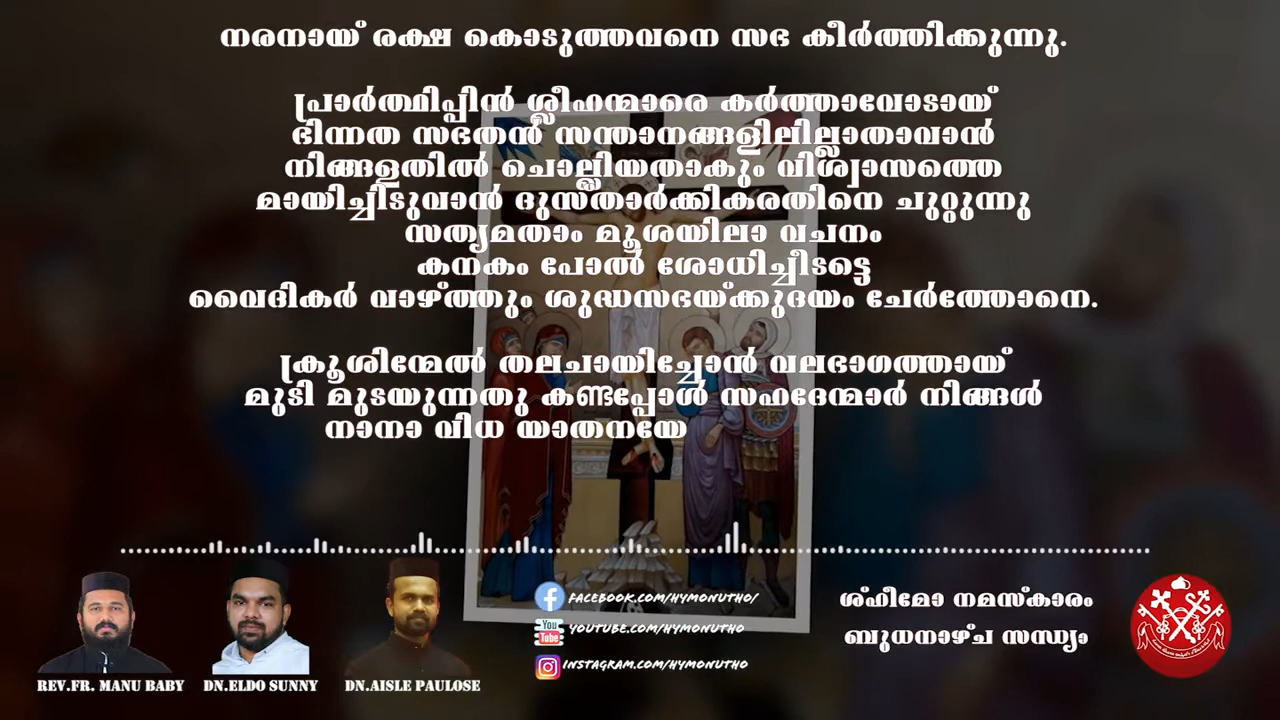 നരനായ് രക്ഷ കൊടുത്തവനെ സഭ കീർത്തിക്കുന്നു.
പ്രാർത്ഥിപ്പിൻ ശ്ലീഹന്മാരെ കർത്താവോടായ്
ഭിന്നത സഭതൻ സന്താനങ്ങളിലില്ലാതാവാൻ
നിങ്ങളതിൽ ചൊല്ലിയതാകും വിശ്വാസത്തെ
മായിച്ചിടുവാൻ ദുസ്താർക്കികരതിനെ ചുറ്റുന്നു
സത്യമതാം മൂശയിലാ വചനം
കനകം പോൽ ശോധിച്ചീടട്ടെ
വൈദികർ വാഴ്ത്തും ശുദ്ധസഭയ്ക്കുദയം ചേർത്തോനെ.
ക്രൂശിന്മേൽ തലചായിച്ചോൻ വലഭാഗത്തായ്
മുടി മുടയുന്നതു കണ്ടപ്പോൾ സഹദേന്മാർ നിങ്ങൾ
നാനാ വിധ യാതനയേ
FACEBOOK.COM/HYMONUTHO/
You Tube YOUTUBE.COM/HYMONUTHO
INSTAGRAM.COM/HYMONUTHO
ശ്ഹീമോ നമസ്കാരം
ബുധനാഴ്ച സന്ധ്യാ
REV.FR. MANU BABY DN.ELDO SUNNY DN.AISLE PAULOSE